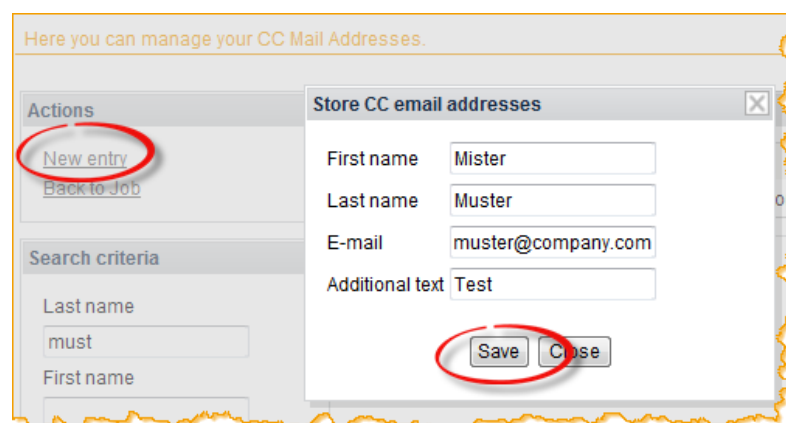 Here you can manage your CC Mail Addresses.
Actions
New entry
Back to Job
Search criteria
Last name
must
First name
Store CC email addresses
First name Mister
Last name Muster
E-mail muster@company.com
Additional text Test
Save Close